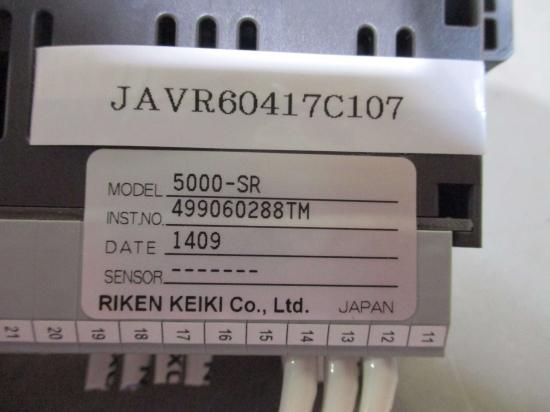 JAVR60417C107
MODEL 5000-SR
INST.NO. 499060288TM
DATE 1409
SENSOR -------
RIKEN KEIKI Co., Ltd. JAPAN
21 20 19 18 17 16 15 14 13 12 11